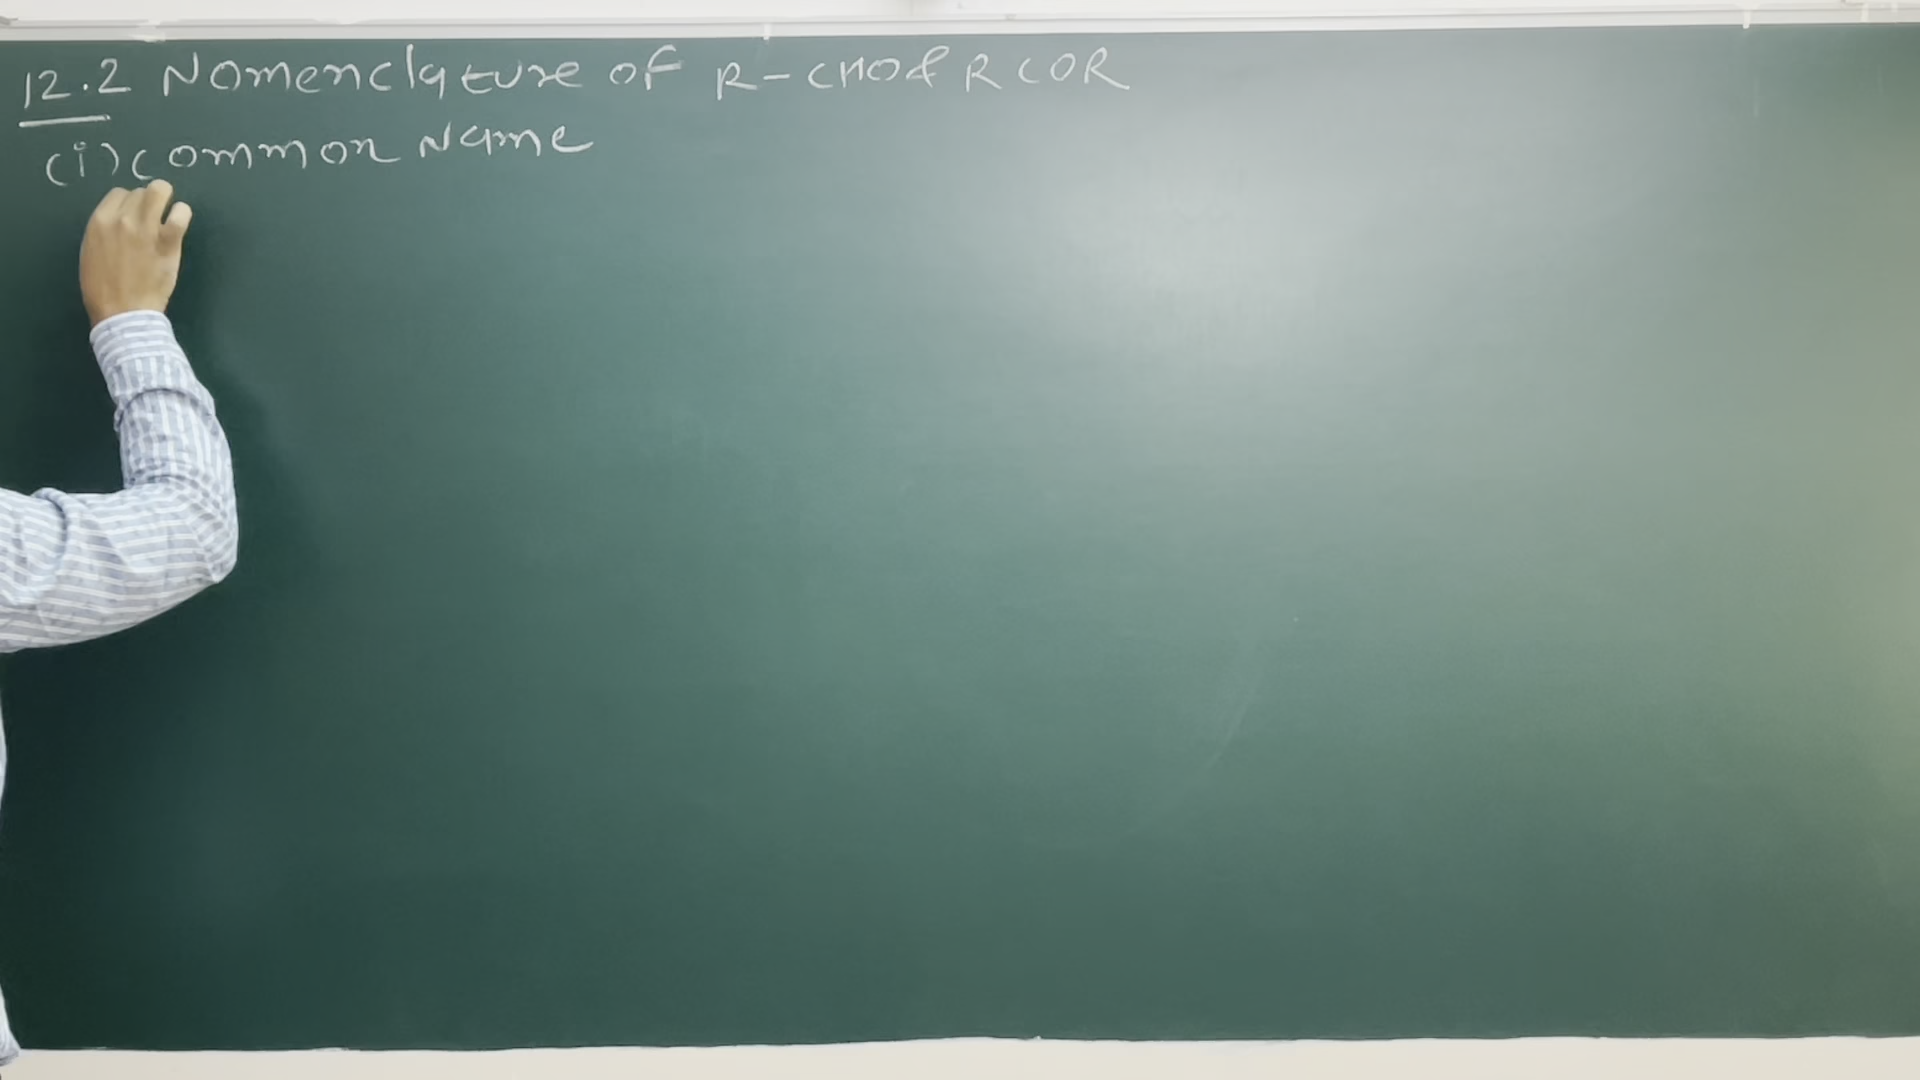 12.2 Nomenclature of R-CHO & RCOR
(i) Common Name